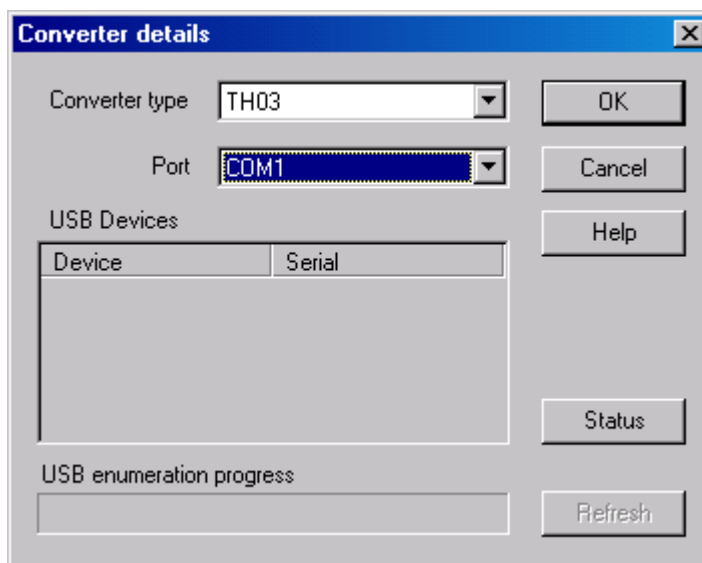 Converter details
Converter type TH03 OK
Port COM1 Cancel
USB Devices Help
Device Serial
Status
USB enumeration progress
Refresh